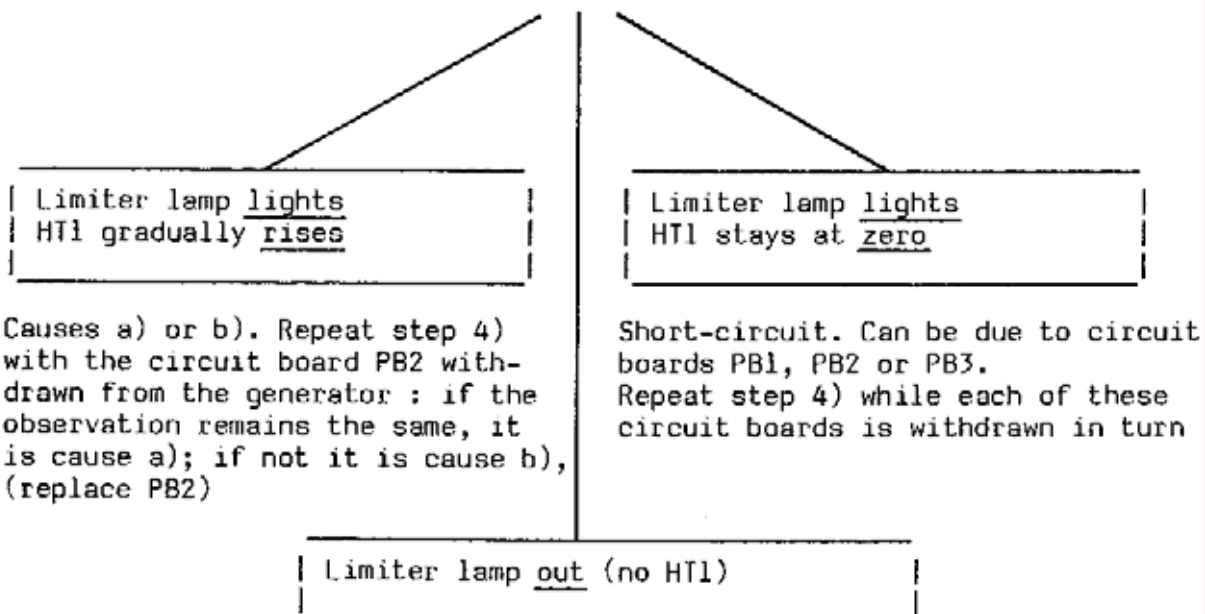 Limiter lamp lights
HT1 gradually rises
Causes a) or b). Repeat step 4)
with the circuit board PB2 with-
drawn from the generator : if the
observation remains the same, it
is cause a); if not it is cause b),
(replace PB2)
Limiter lamp lights
HT1 stays at zero
Short-circuit. Can be due to circuit
boards PB1, PB2 or PB3.
Repeat step 4) while each of these
circuit boards is withdrawn in turn
Limiter lamp out (no HT1)